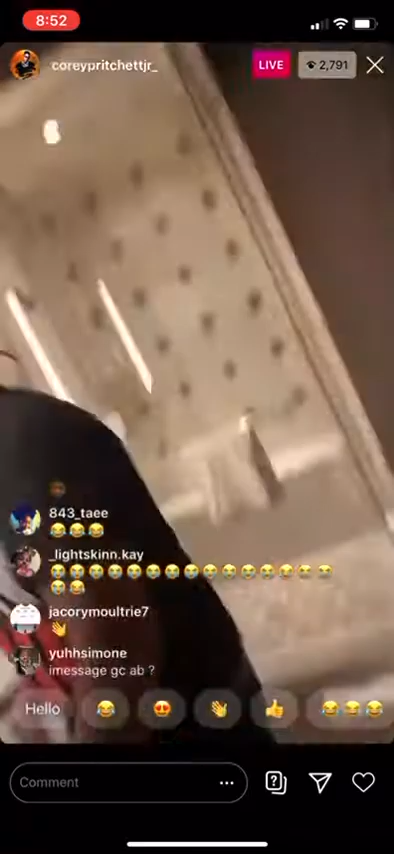 8:52
coreypritchettjr_
LIVE
2,791
843_taee
😂😂😂
_lightskinn.kay
😭😭😭😭😭😭😭😭😭😭😭😭😂😂😂
😭😂
jacorymoultrie7
👋
yuhhsimone
imessage gc ab ?
Hello 😂 😍 👋 👍 😂😂😂
Comment